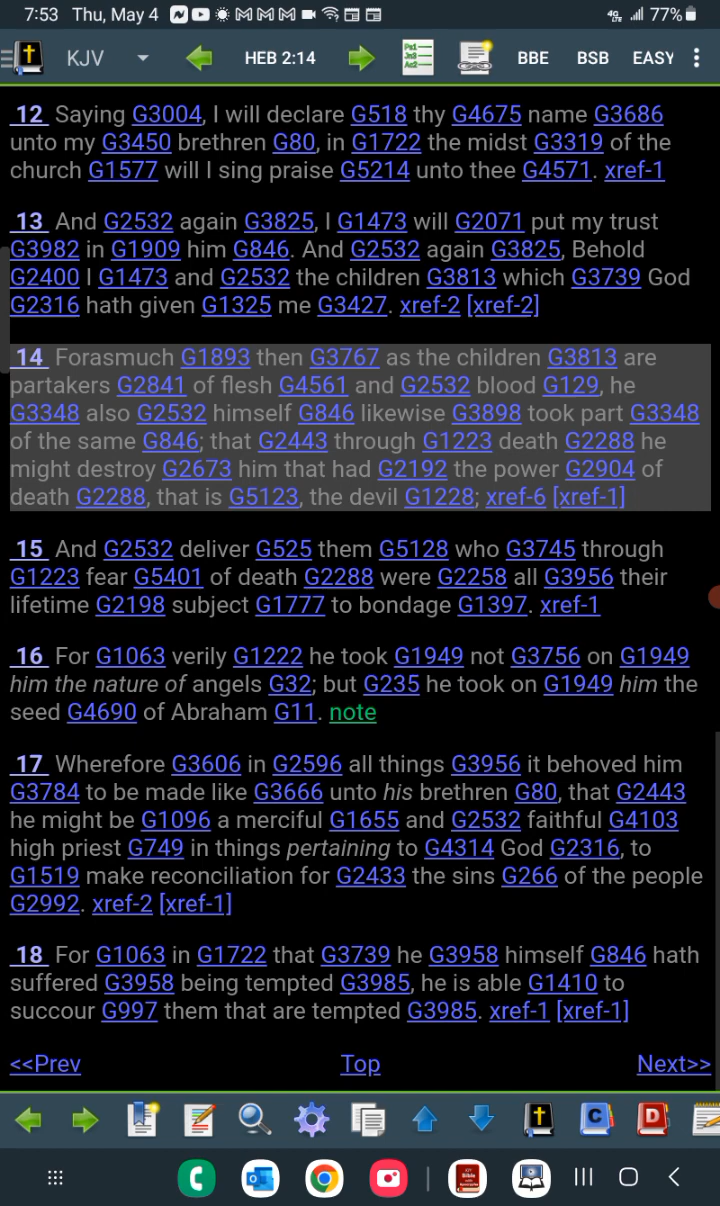 7:53 Thu, May 4 77%
KJV HEB 2:14 BBE BSB EASY
12 Saying G3004, I will declare G518 thy G4675 name G3686
unto my G3450 brethren G80, in G1722 the midst G3319 of the
church G1577 will I sing praise G5214 unto thee G4571. xref-1
13 And G2532 again G3825, I G1473 will G2071 put my trust
G3982 in G1909 him G846. And G2532 again G3825, Behold
G2400 I G1473 and G2532 the children G3813 which G3739 God
G2316 hath given G1325 me G3427. xref-2 [xref-2]
14 Forasmuch G1893 then G3767 as the children G3813 are
partakers G2841 of flesh G4561 and G2532 blood G129, he
G3348 also G2532 himself G846 likewise G3898 took part G3348
of the same G846; that G2443 through G1223 death G2288 he
might destroy G2673 him that had G2192 the power G2904 of
death G2288, that is G5123, the devil G1228; xref-6 [xref-1]
15 And G2532 deliver G525 them G5128 who G3745 through
G1223 fear G5401 of death G2288 were G2258 all G3956 their
lifetime G2198 subject G1777 to bondage G1397. xref-1
16 For G1063 verily G1222 he took G1949 not G3756 on G1949
him the nature of angels G32; but G235 he took on G1949 him the
seed G4690 of Abraham G11. note
17 Wherefore G3606 in G2596 all things G3956 it behoved him
G3784 to be made like G3666 unto his brethren G80, that G2443
he might be G1096 a merciful G1655 and G2532 faithful G4103
high priest G749 in things pertaining to G4314 God G2316, to
G1519 make reconciliation for G2433 the sins G266 of the people
G2992. xref-2 [xref-1]
18 For G1063 in G1722 that G3739 he G3958 himself G846 hath
suffered G3958 being tempted G3985, he is able G1410 to
succour G997 them that are tempted G3985. xref-1 [xref-1]
<<Prev Top Next>>
C D